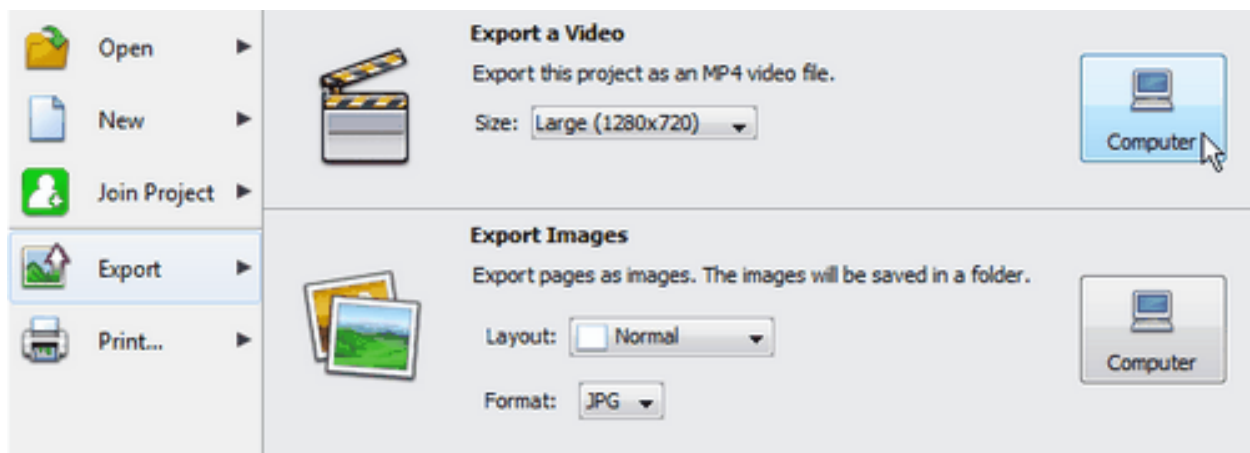 Open
New
Join Project
Export
Print...
Export a Video
Export this project as an MP4 video file.
Size: Large (1280x720)
Computer
Export Images
Export pages as images. The images will be saved in a folder.
Layout: Normal
Format: JPG
Computer